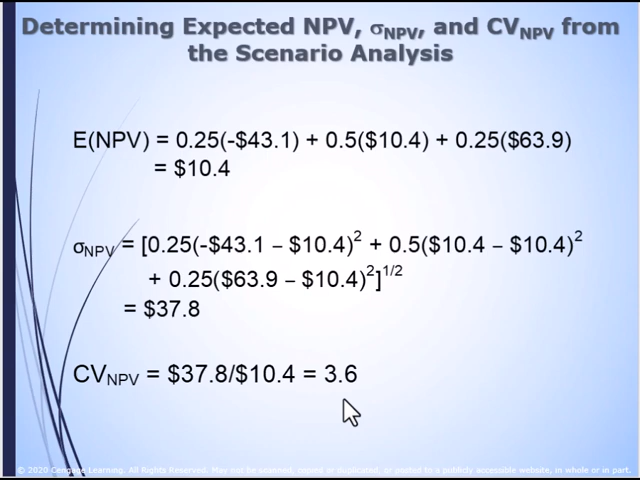 Determining Expected NPV, σNPV, and CVNPV from
the Scenario Analysis
E(NPV) = 0.25(-$43.1) + 0.5($10.4) + 0.25($63.9)
= $10.4
σNPV = [0.25(-$43.1 – $10.4)² + 0.5($10.4 – $10.4)²
+ 0.25($63.9 – $10.4)²]¹/²
= $37.8
CVNPV = $37.8/$10.4 = 3.6
© 2020 Cengage Learning. All Rights Reserved. May not be scanned, copied or duplicated, or posted to a publicly accessible website, in whole or in part.